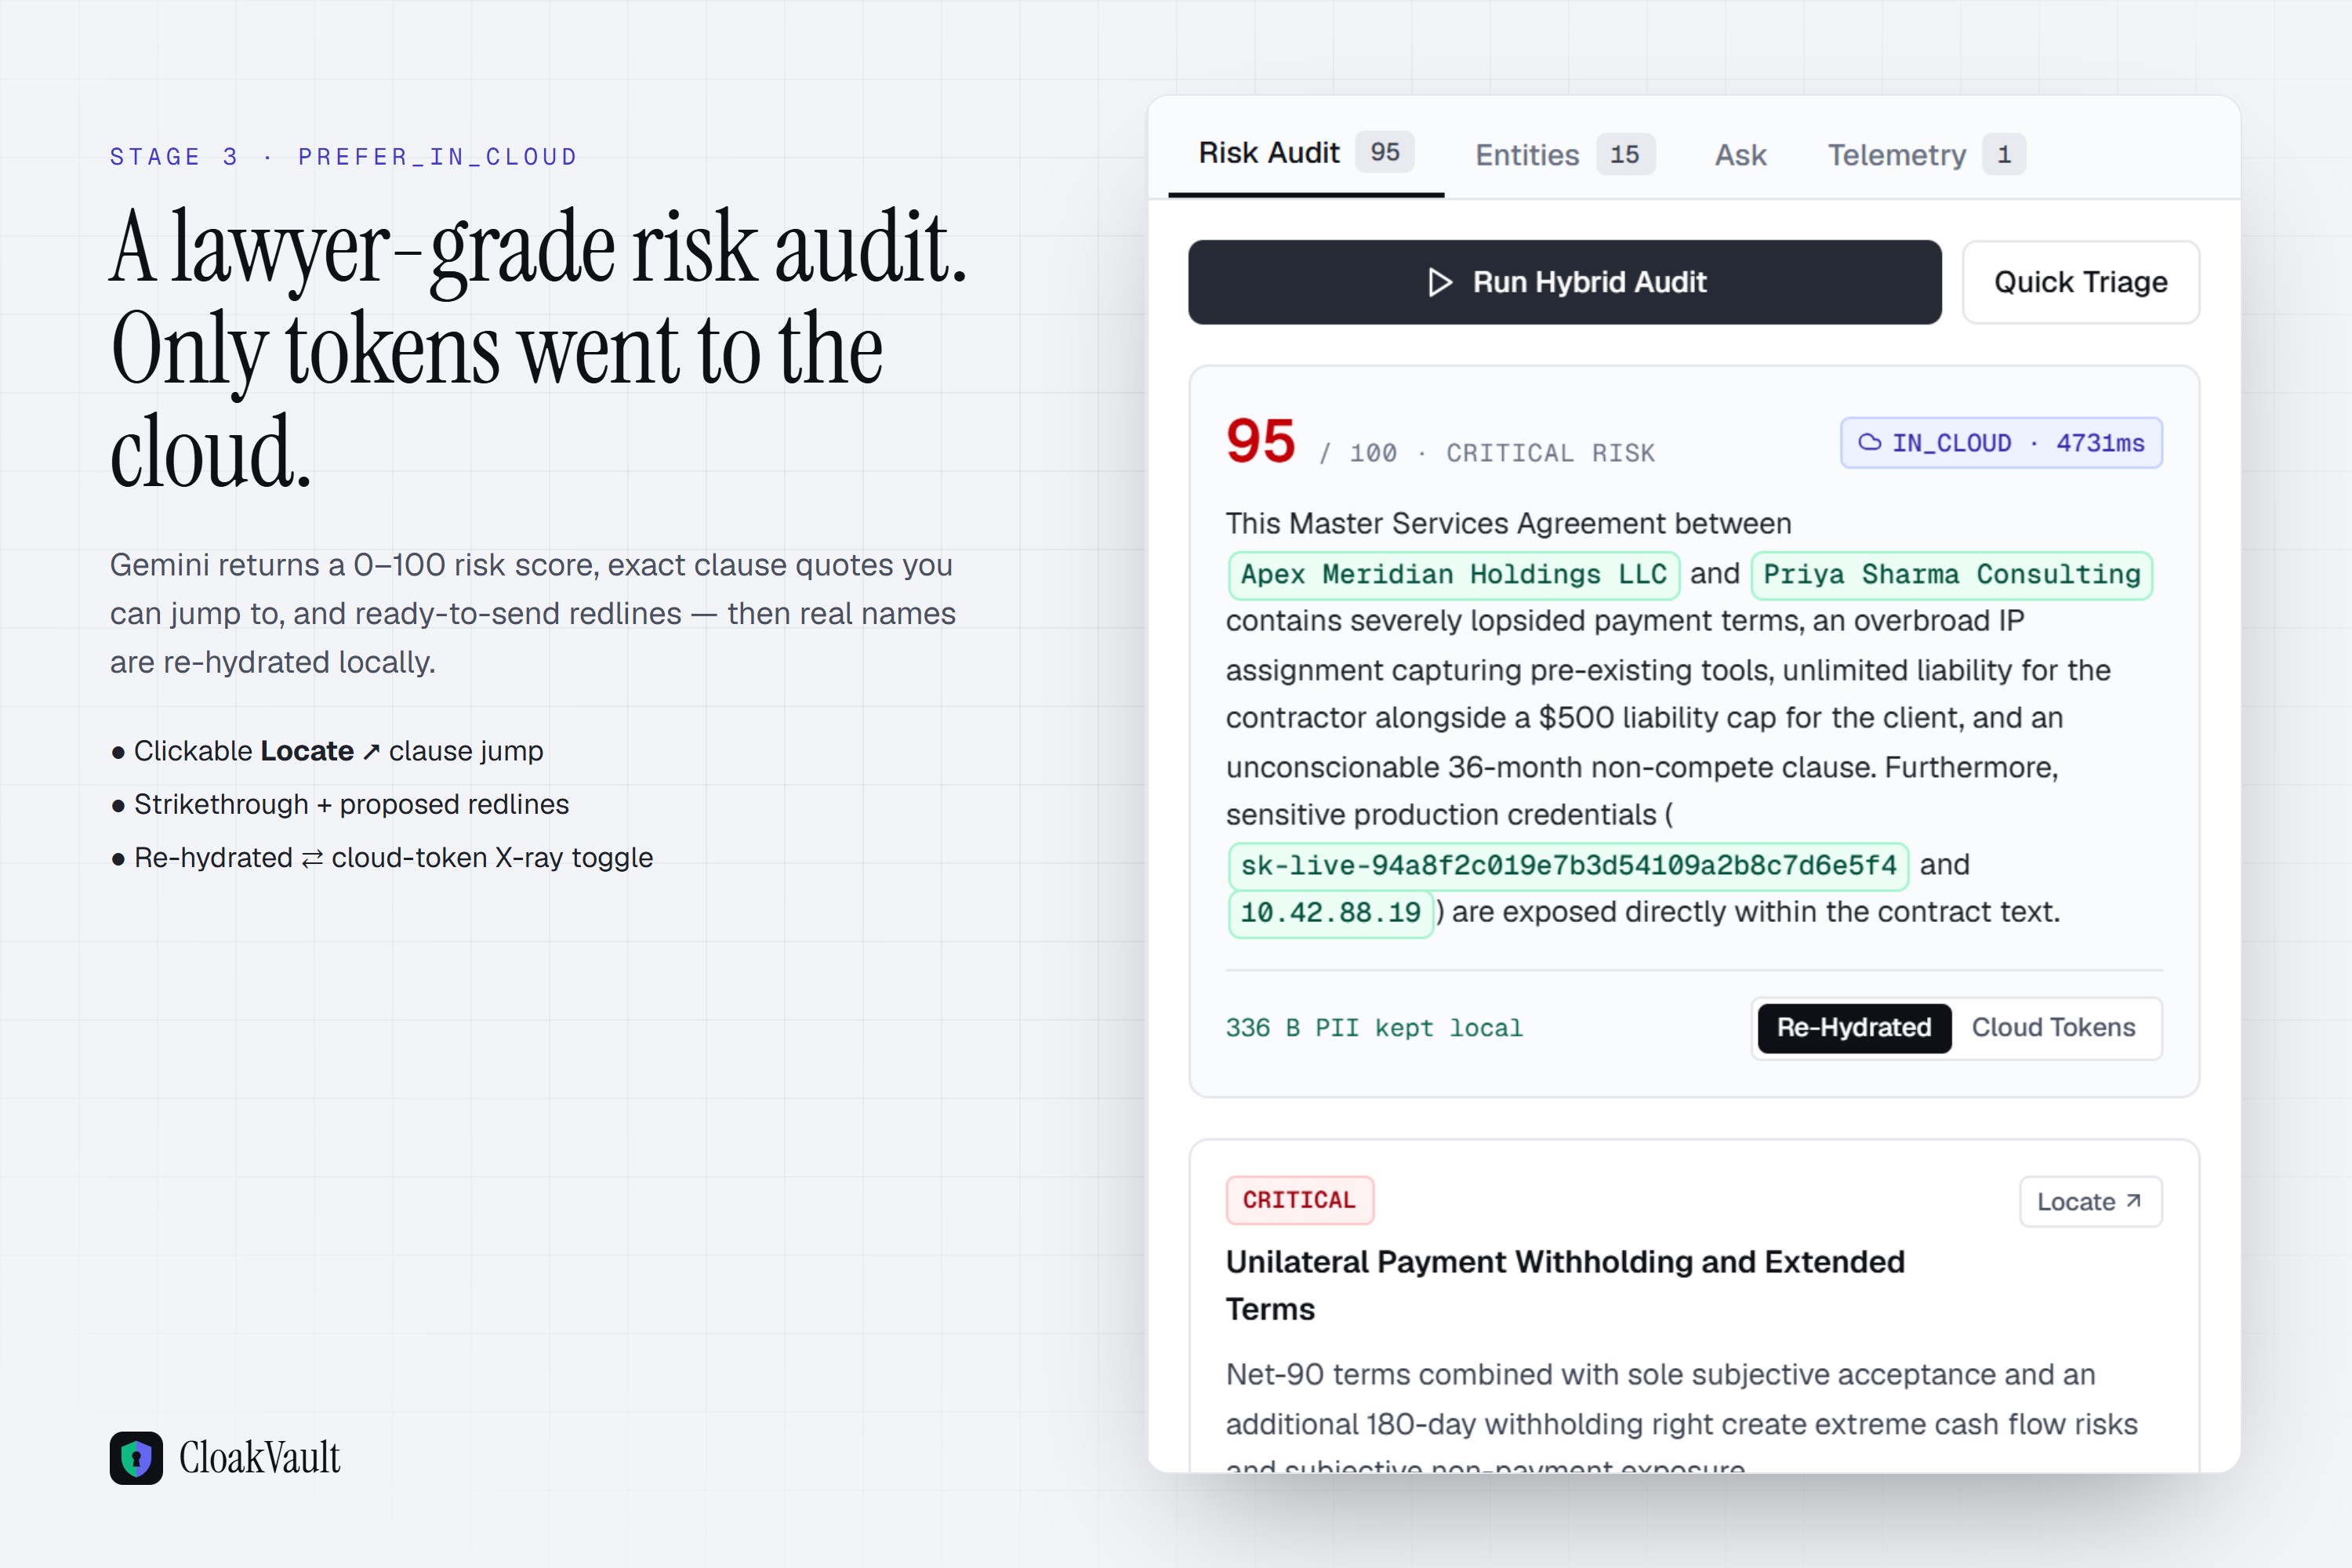 STAGE 3 · PREFER_IN_CLOUD
A lawyer-grade risk audit.
Only tokens went to the
cloud.
Gemini returns a 0–100 risk score, exact clause quotes you
can jump to, and ready-to-send redlines — then real names
are re-hydrated locally.
● Clickable Locate ↗ clause jump
● Strikethrough + proposed redlines
● Re-hydrated ⇄ cloud-token X-ray toggle
CloakVault
Risk Audit 95 Entities 15 Ask Telemetry 1
Run Hybrid Audit Quick Triage
95 / 100 · CRITICAL RISK IN_CLOUD · 4731ms
This Master Services Agreement between
Apex Meridian Holdings LLC and Priya Sharma Consulting
contains severely lopsided payment terms, an overbroad IP
assignment capturing pre-existing tools, unlimited liability for the
contractor alongside a $500 liability cap for the client, and an
unconscionable 36-month non-compete clause. Furthermore,
sensitive production credentials (
sk-live-94a8f2c019e7b3d54109a2b8c7d6e5f4 and
10.42.88.19 ) are exposed directly within the contract text.
336 B PII kept local Re-Hydrated Cloud Tokens
CRITICAL Locate ↗
Unilateral Payment Withholding and Extended
Terms
Net-90 terms combined with sole subjective acceptance and an
additional 180-day withholding right create extreme cash flow risks
and subjective non-payment exposure